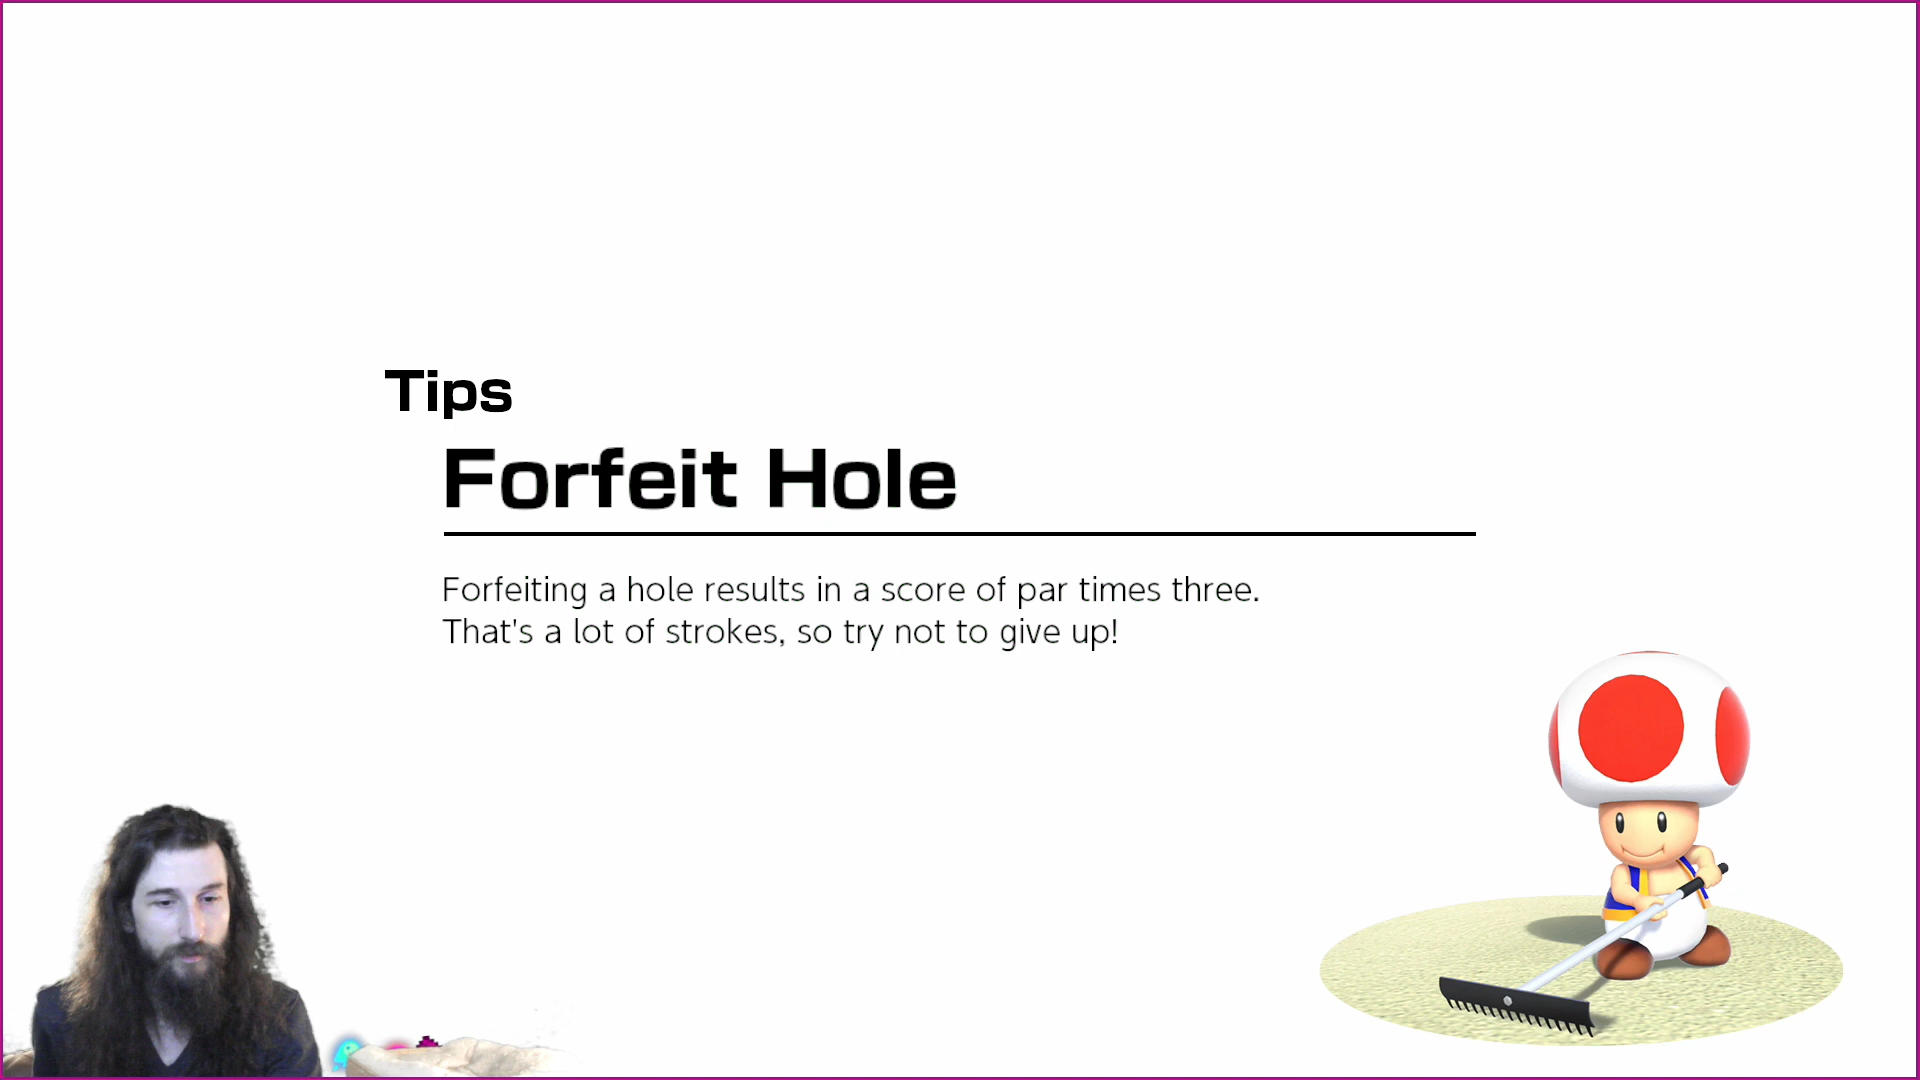 Tips
Forfeit Hole
Forfeiting a hole results in a score of par times three.
That's a lot of strokes, so try not to give up!